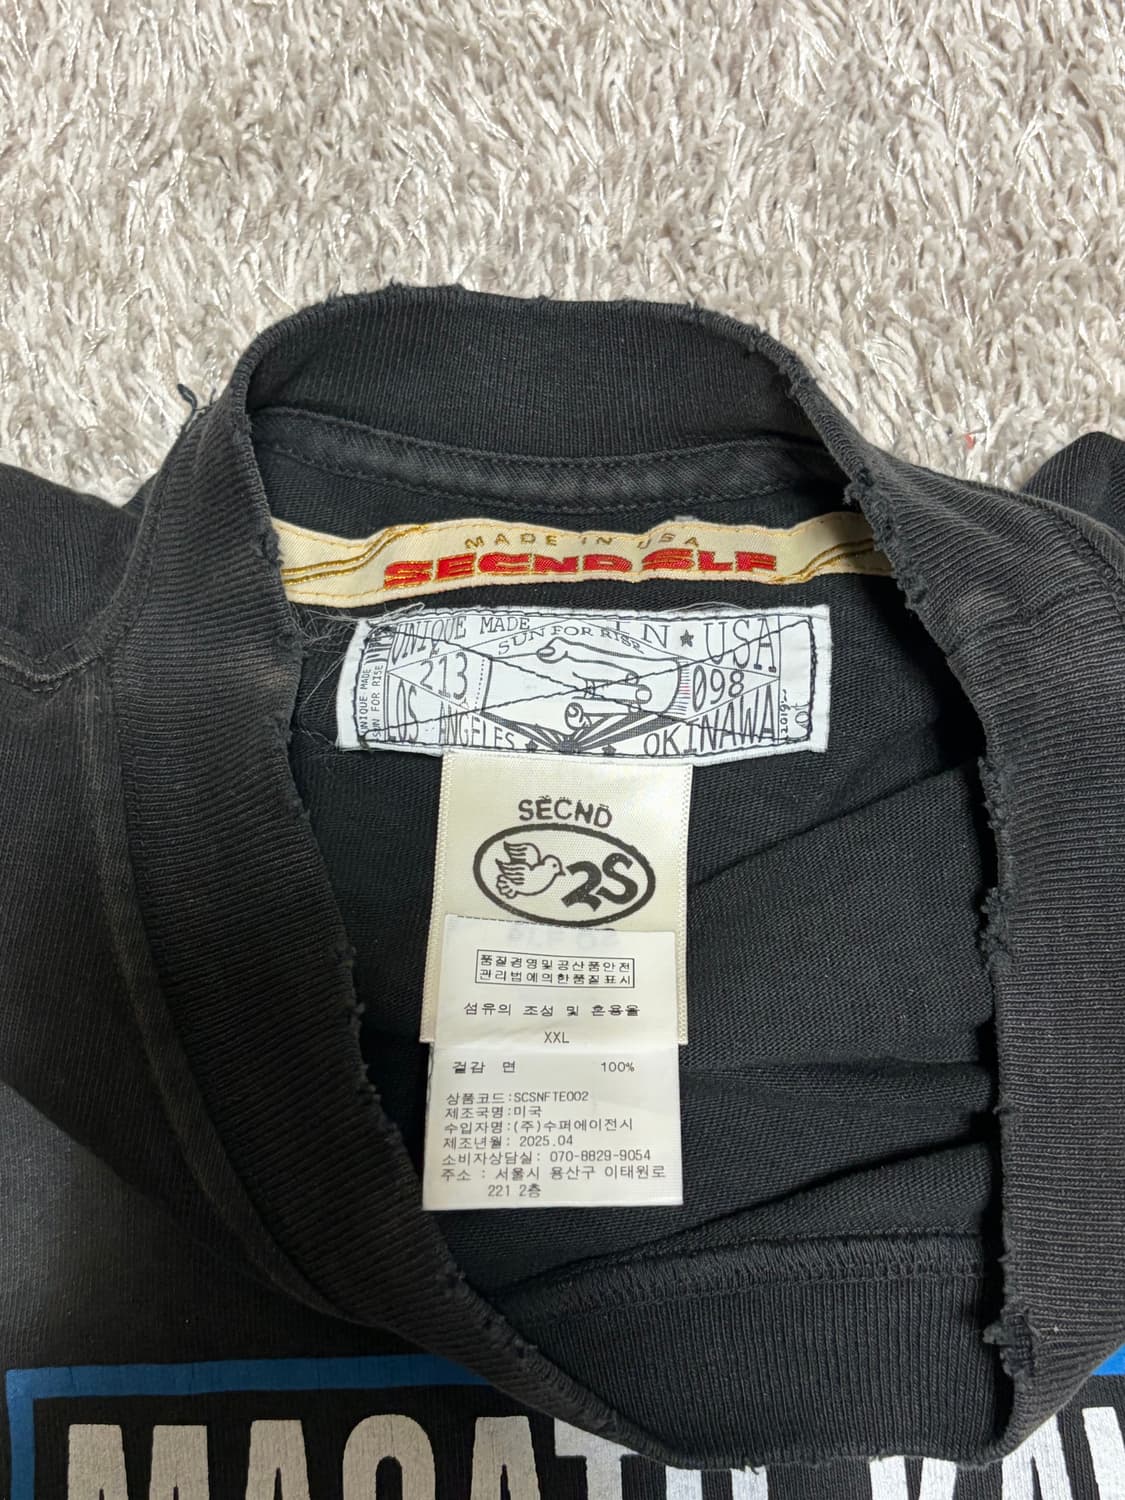 MADE IN USA
SECND SLF
UNIQUE MADE IN ★ USA
SUN FOR RISE
213
098
LOS ANGELES
OKINAWA
UNIQUE MADE
SUN FOR RISE
SECND
2S
품질경영및공산품안전
관리법에의한품질표시
섬유의 조성 및 혼용율
XXL
겉감 면 100%
상품코드:SCSNFTE002
제조국명:미국
수입자명:(주)수퍼에이전시
제조년월: 2025.04
소비자상담실: 070-8829-9054
주소 : 서울시 용산구 이태원로
221 2층